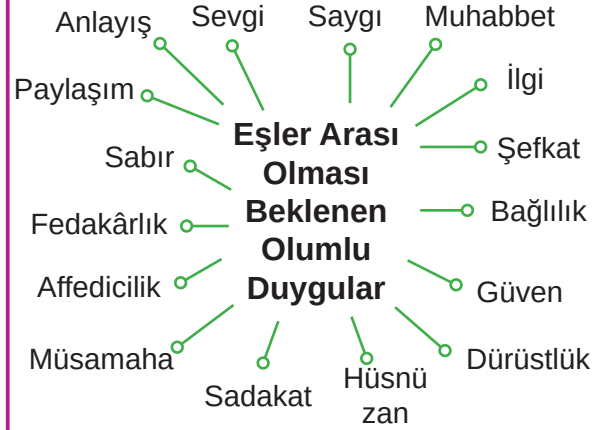 Anlayış
Sevgi
Saygı
Muhabbet
Paylaşım
İlgi
Sabır
Şefkat
Eşler Arası
Olması
Beklenen
Olumlu
Duygular
Fedakârlık
Bağlılık
Affedicilik
Güven
Müsamaha
Dürüstlük
Sadakat
Hüsnü
zan